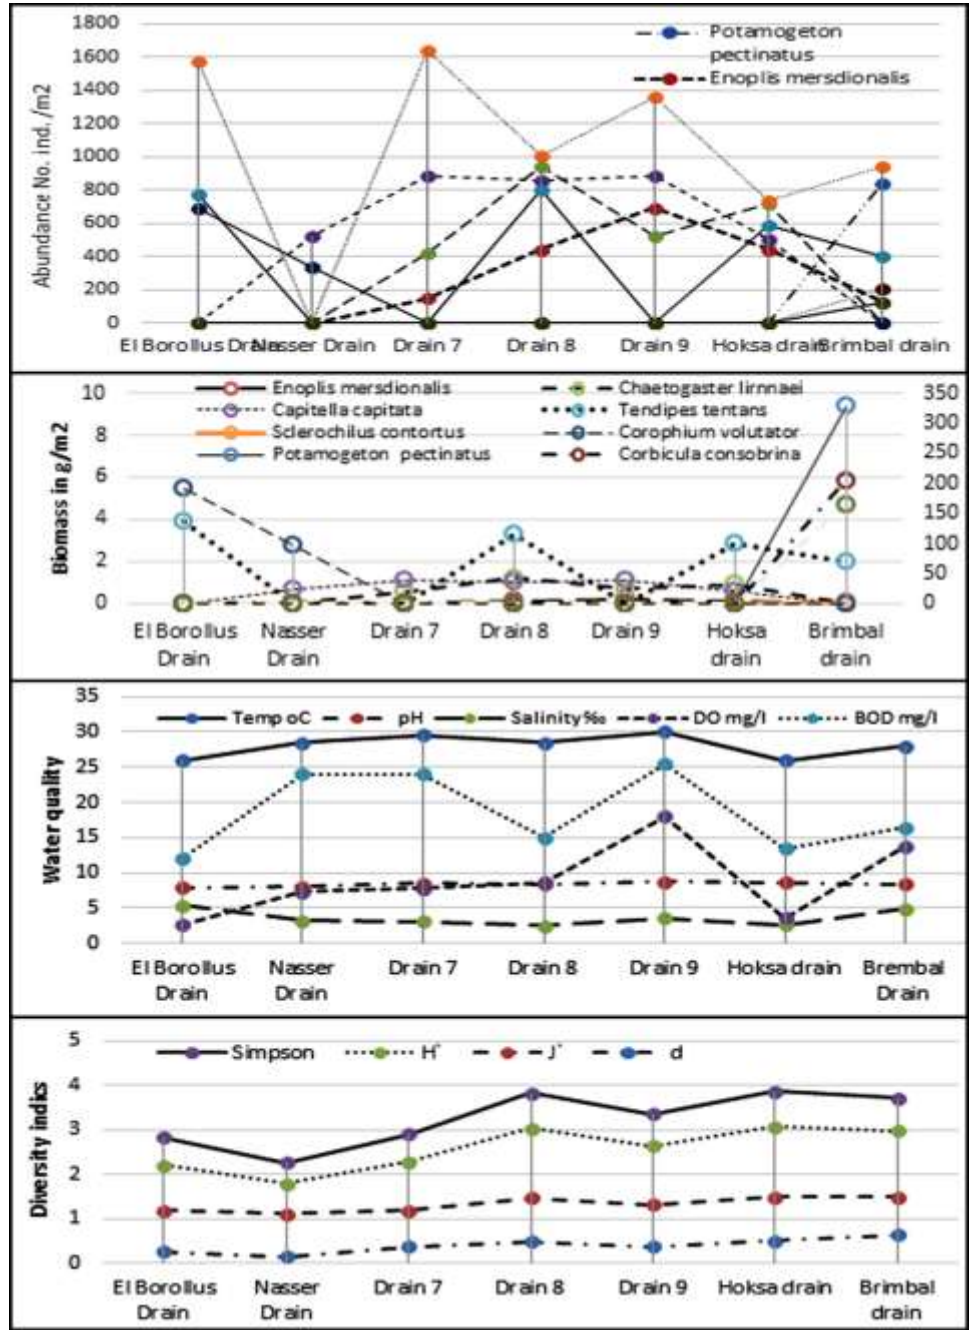 Abundance No. ind./m2
1800
1600
1400
1200
1000
800
600
400
200
0
Potamogeton
pectinatus
Enoplis mersdionalis
El Borollus Drain
Nasser Drain
Drain 7
Drain 8
Drain 9
Hoksa drain
Brimbal drain
Biomass in g/m2
10
8
6
4
2
0
Enoplis mersdionalis
Chaetogaster lirnnaei
Capitella capitata
Tendipes tentans
Sclerochilus contortus
Corophium volutator
Potamogeton pectinatus
Corbicula consobrina
350
300
250
200
150
100
50
0
El Borollus
Drain
Nasser
Drain
Drain 7
Drain 8
Drain 9
Hoksa
drain
Brimbal
drain
Water quality
35
30
25
20
15
10
5
0
Temp oC
pH
Salinity‰
DO mg/l
BOD mg/l
El Borollus
Drain
Nasser
Drain
Drain 7
Drain 8
Drain 9
Hoksa drain
Brembal
Drain
Diversity indics
5
4
3
2
1
0
Simpson
H`
J`
d
El Borollus
Drain
Nasser
Drain
Drain 7
Drain 8
Drain 9
Hoksa drain
Brimbal
drain